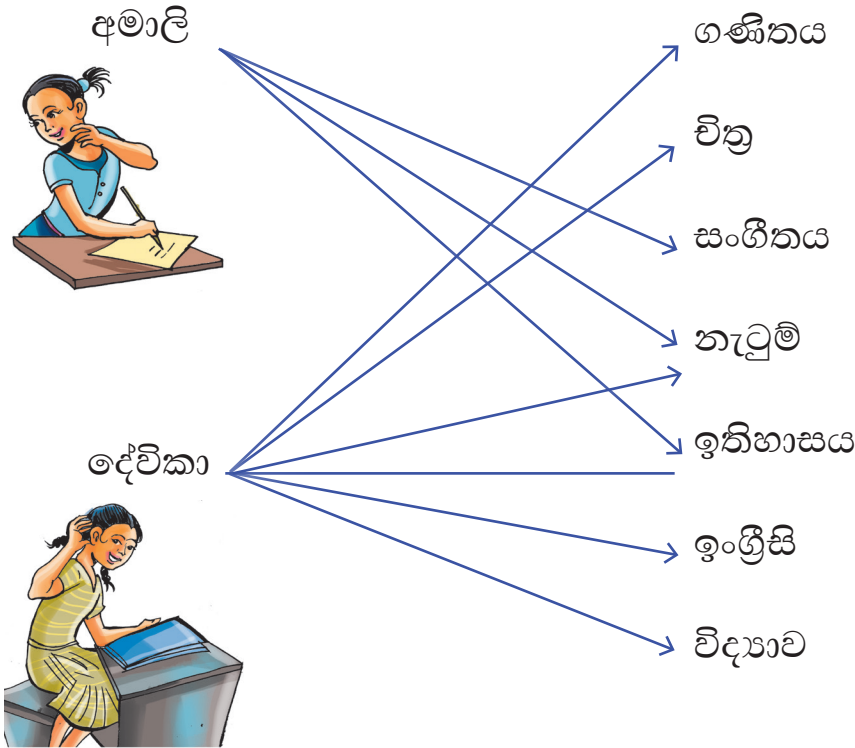 අමාලි
දේවිකා
ගණිතය
චිත්‍ර
සංගීතය
නැටුම්
ඉතිහාසය
ඉංග්‍රීසි
විද්‍යාව